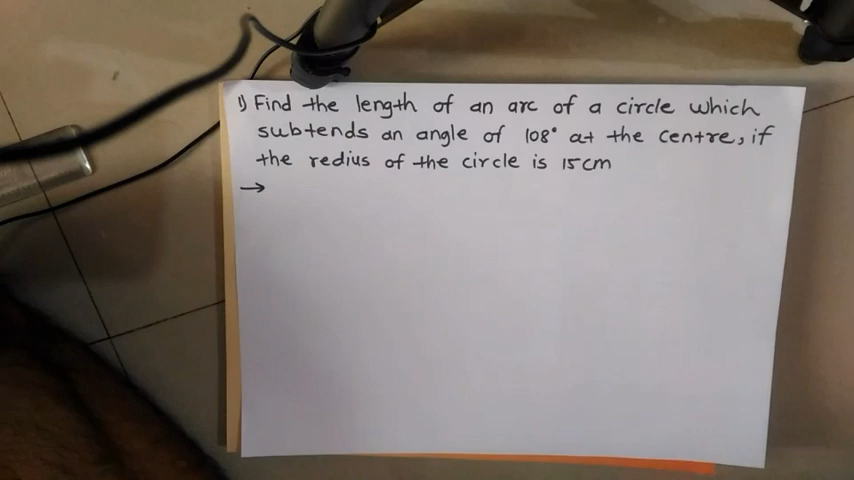 1) Find the length of an arc of a circle which
subtends an angle of 108° at the centre, if
the redius of the circle is 15cm
→